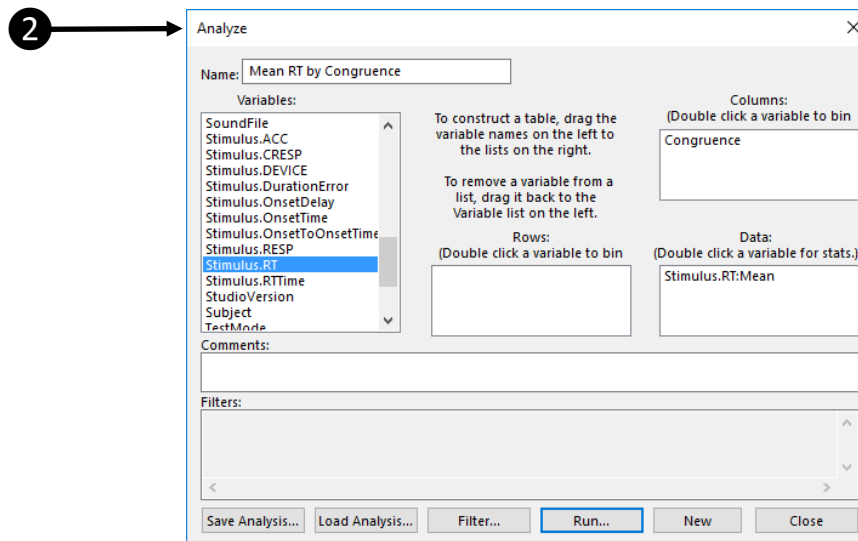 2
Analyze
Name: Mean RT by Congruence
Variables:
SoundFile
Stimulus.ACC
Stimulus.CRESP
Stimulus.DEVICE
Stimulus.DurationError
Stimulus.OnsetDelay
Stimulus.OnsetTime
Stimulus.OnsetToOnsetTime
Stimulus.RESP
Stimulus.RT
Stimulus.RTTime
StudioVersion
Subject
TestMode
To construct a table, drag the
variable names on the left to
the lists on the right.
To remove a variable from a
list, drag it back to the
Variable list on the left.
Columns:
(Double click a variable to bin
Congruence
Rows:
(Double click a variable to bin
Data:
(Double click a variable for stats.)
Stimulus.RT:Mean
Comments:
Filters:
Save Analysis...
Load Analysis...
Filter...
Run...
New
Close